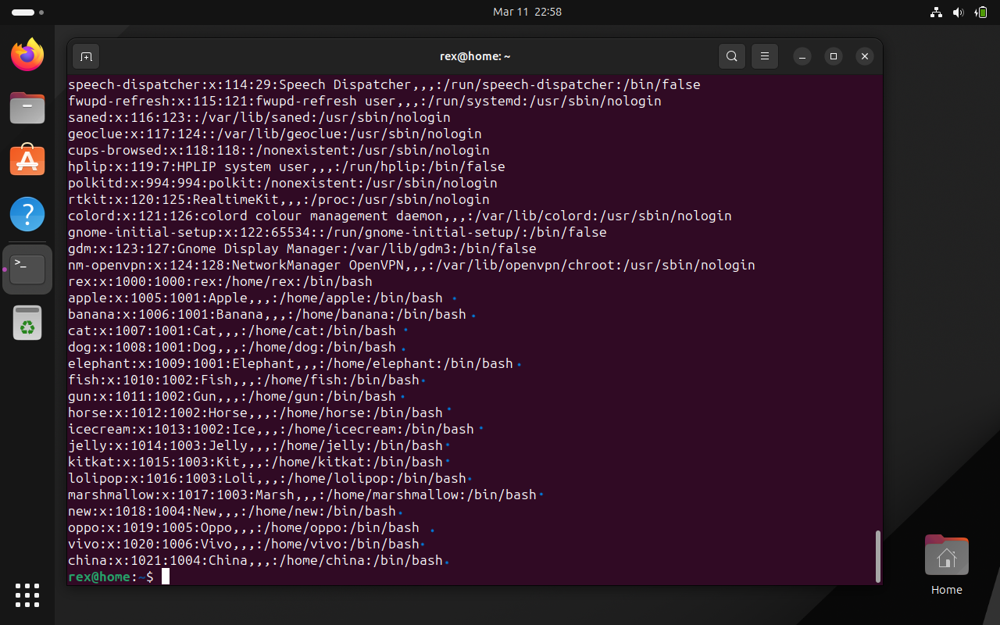 Mar 11 22:58
rex@home: ~
speech-dispatcher:x:114:29:Speech Dispatcher,,,:/run/speech-dispatcher:/bin/false
fwupd-refresh:x:115:121:fwupd-refresh user,,,:/run/systemd:/usr/sbin/nologin
saned:x:116:123::/var/lib/saned:/usr/sbin/nologin
geoclue:x:117:124::/var/lib/geoclue:/usr/sbin/nologin
cups-browsed:x:118:118::/nonexistent:/usr/sbin/nologin
hplip:x:119:7:HPLIP system user,,,:/run/hplip:/bin/false
polkitd:x:994:994:polkit:/nonexistent:/usr/sbin/nologin
rtkit:x:120:125:RealtimeKit,,,:/proc:/usr/sbin/nologin
colord:x:121:126:colord colour management daemon,,,:/var/lib/colord:/usr/sbin/nologin
gnome-initial-setup:x:122:65534::/run/gnome-initial-setup/:/bin/false
gdm:x:123:127:Gnome Display Manager:/var/lib/gdm3:/bin/false
nm-openvpn:x:124:128:NetworkManager OpenVPN,,,:/var/lib/openvpn/chroot:/usr/sbin/nologin
rex:x:1000:1000:rex:/home/rex:/bin/bash
apple:x:1005:1001:Apple,,,:/home/apple:/bin/bash
banana:x:1006:1001:Banana,,,:/home/banana:/bin/bash
cat:x:1007:1001:Cat,,,:/home/cat:/bin/bash
dog:x:1008:1001:Dog,,,:/home/dog:/bin/bash
elephant:x:1009:1001:Elephant,,,:/home/elephant:/bin/bash
fish:x:1010:1002:Fish,,,:/home/fish:/bin/bash
gun:x:1011:1002:Gun,,,:/home/gun:/bin/bash
horse:x:1012:1002:Horse,,,:/home/horse:/bin/bash
icecream:x:1013:1002:Ice,,,:/home/icecream:/bin/bash
jelly:x:1014:1003:Jelly,,,:/home/jelly:/bin/bash
kitkat:x:1015:1003:Kit,,,:/home/kitkat:/bin/bash
lolipop:x:1016:1003:Loli,,,:/home/lolipop:/bin/bash
marshmallow:x:1017:1003:Marsh,,,:/home/marshmallow:/bin/bash
new:x:1018:1004:New,,,:/home/new:/bin/bash
oppo:x:1019:1005:Oppo,,,:/home/oppo:/bin/bash
vivo:x:1020:1006:Vivo,,,:/home/vivo:/bin/bash
china:x:1021:1004:China,,,:/home/china:/bin/bash
rex@home:~$
Home